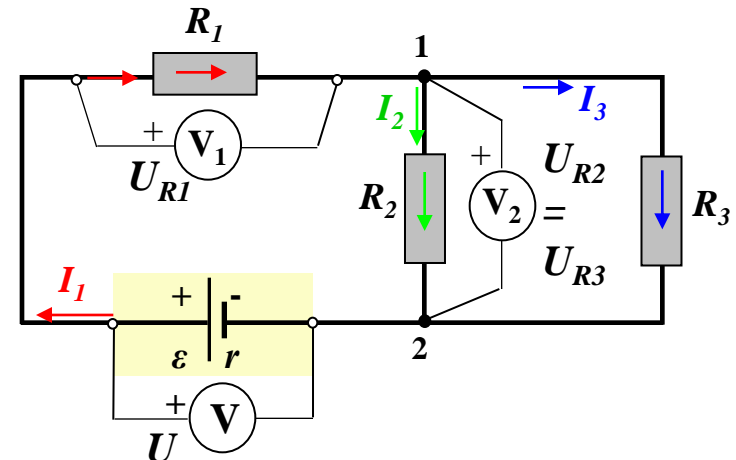 R1
1
I2
I3
+
V1
UR1
+
UR2
R2
V2
=
R3
UR3
I1
+
-
ε
r
2
+
V
U